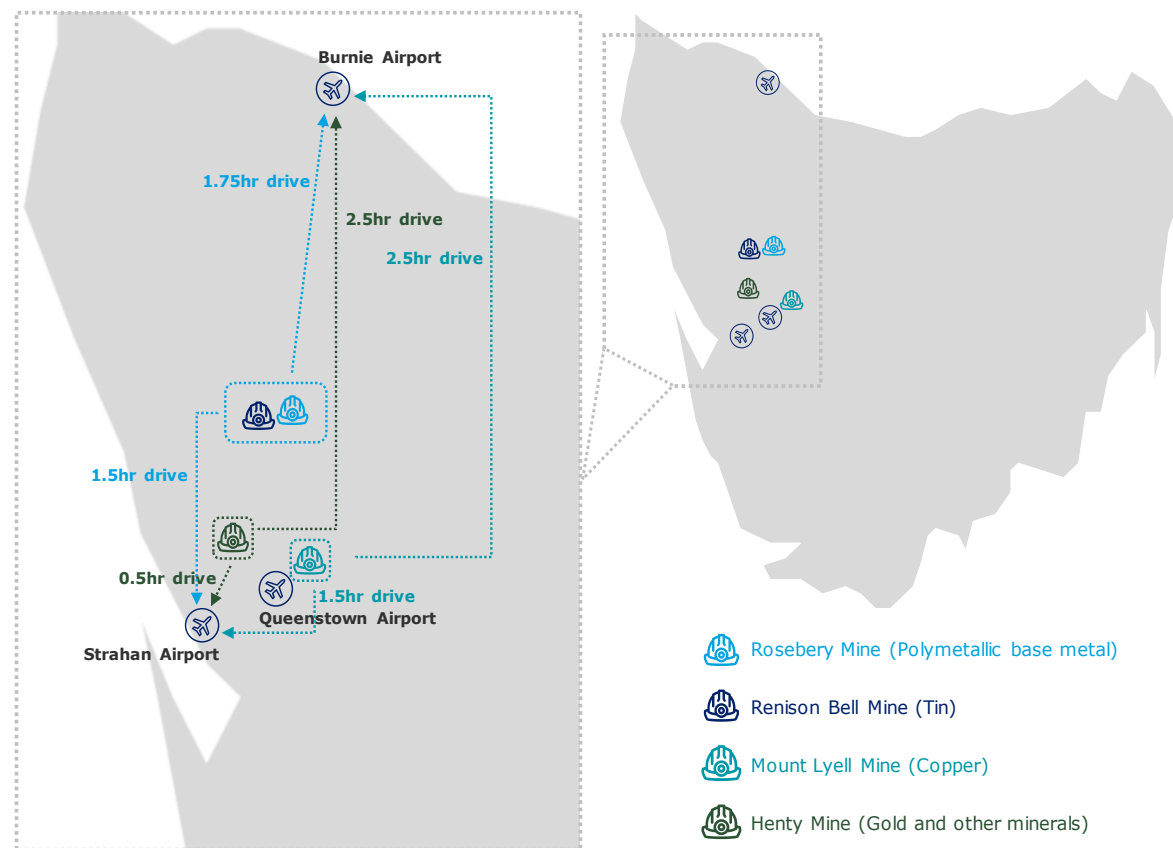 Burnie Airport
1.75hr drive
2.5hr drive
2.5hr drive
1.5hr drive
0.5hr drive
1.5hr drive
Queenstown Airport
Strahan Airport
Rosebery Mine (Polymetallic base metal)
Renison Bell Mine (Tin)
Mount Lyell Mine (Copper)
Henty Mine (Gold and other minerals)